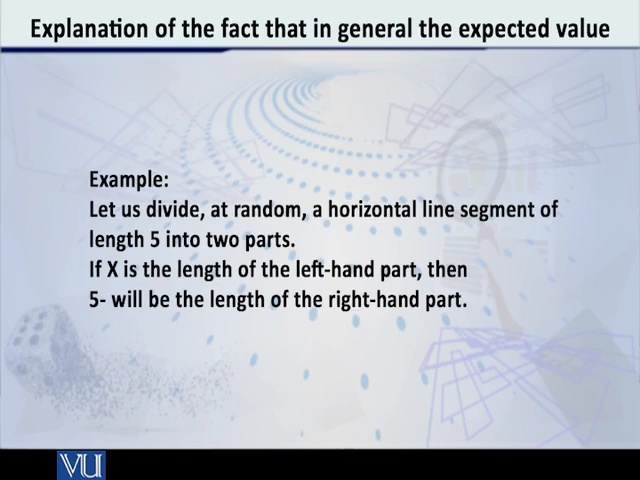 Explanation of the fact that in general the expected value
Example:
Let us divide, at random, a horizontal line segment of
length 5 into two parts.
If X is the length of the left-hand part, then
5- will be the length of the right-hand part.
VU